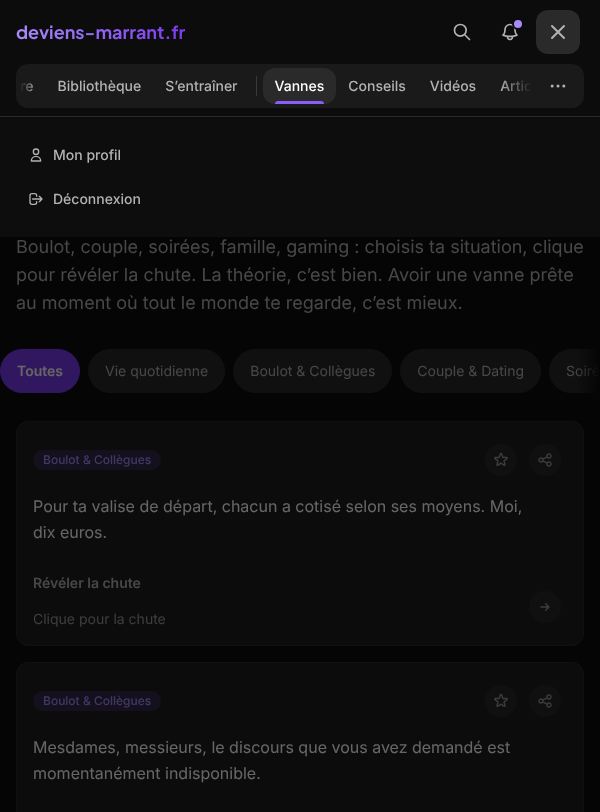 deviens-marrant.fr
re Bibliothèque S'entraîner Vannes Conseils Vidéos Artic
Mon profil
Déconnexion
Boulot, couple, soirées, famille, gaming : choisis ta situation, clique
pour révéler la chute. La théorie, c'est bien. Avoir une vanne prête
au moment où tout le monde te regarde, c'est mieux.
Toutes Vie quotidienne Boulot & Collègues Couple & Dating Soire
Boulot & Collègues
Pour ta valise de départ, chacun a cotisé selon ses moyens. Moi,
dix euros.
Révéler la chute
Clique pour la chute
Boulot & Collègues
Mesdames, messieurs, le discours que vous avez demandé est
momentanément indisponible.